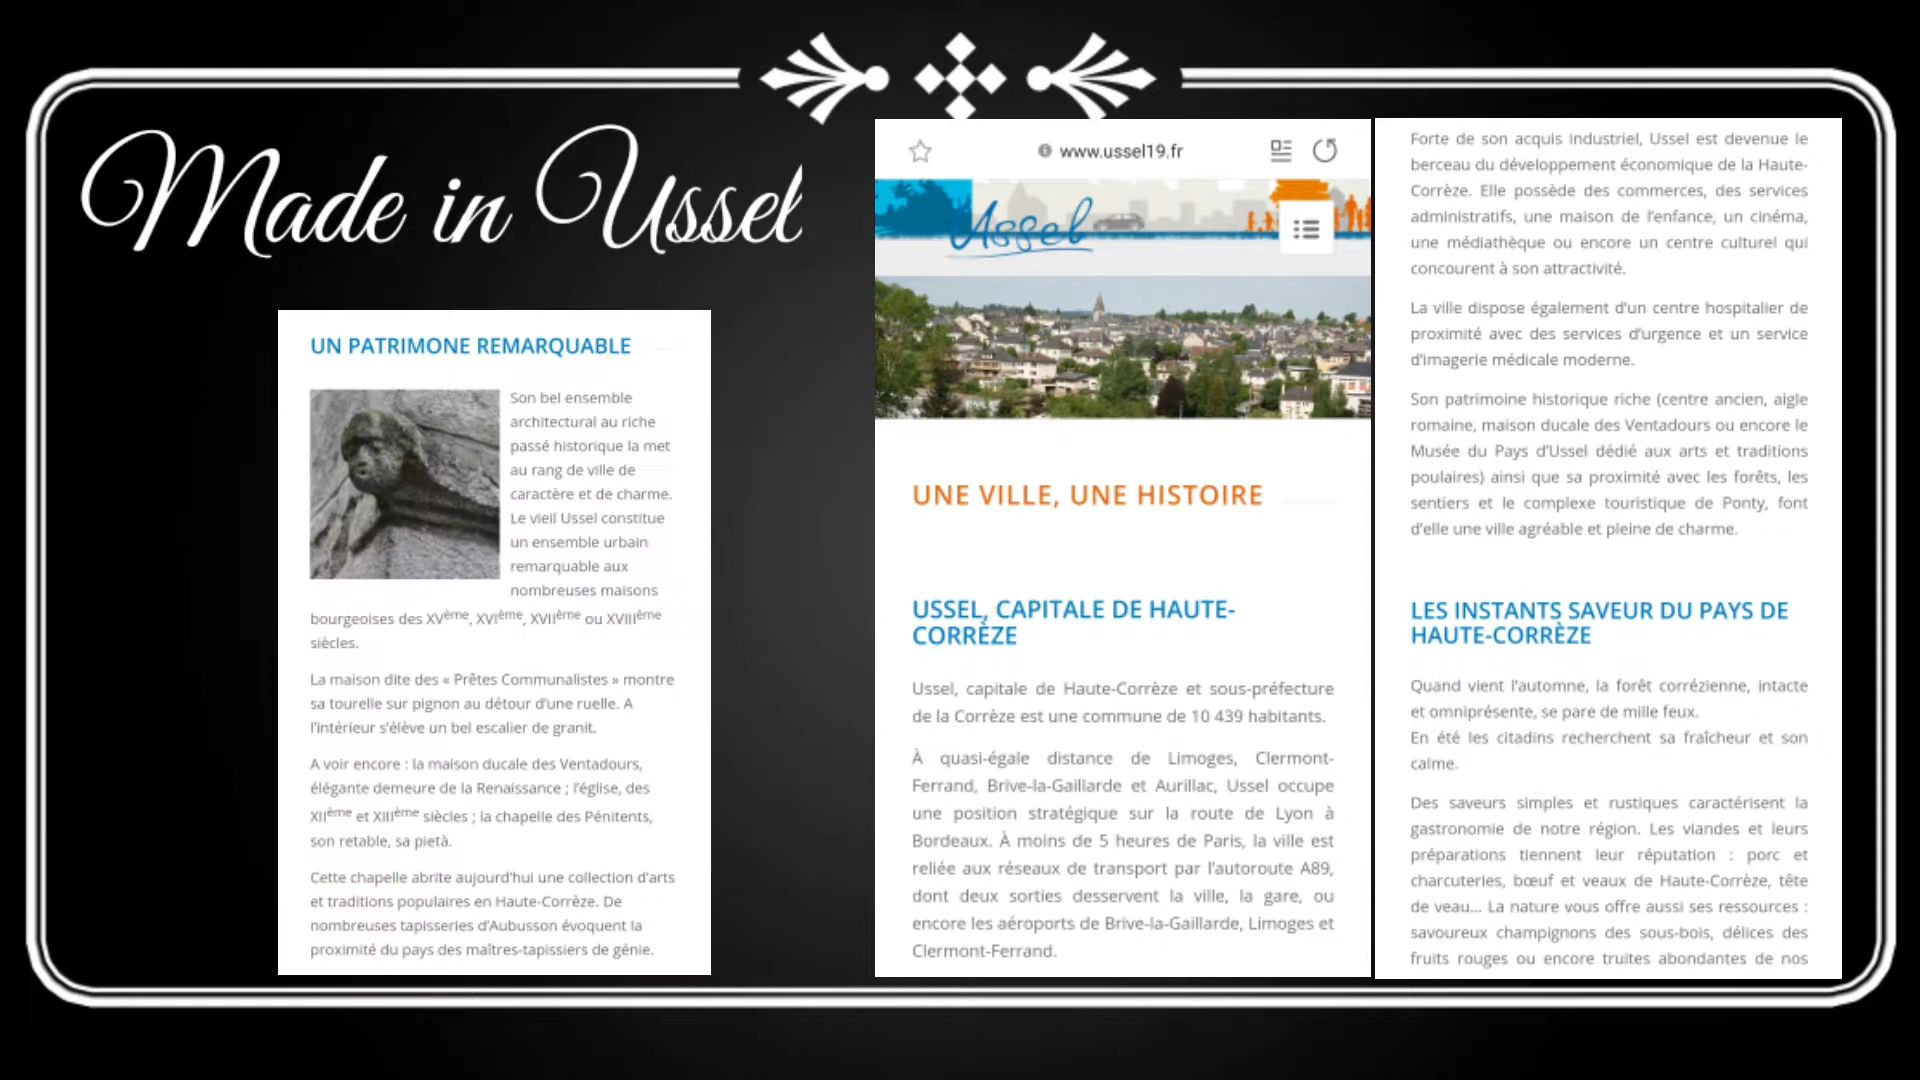 Made in Ussel
UN PATRIMONE REMARQUABLE
Son bel ensemble
architectural au riche
passé historique la met
au rang de ville de
caractère et de charme.
Le vieil Ussel constitue
un ensemble urbain
remarquable aux
nombreuses maisons
bourgeoises des XVème, XVIème, XVIIème ou XVIIIème
siècles.
La maison dite des « Prêtes Communalistes » montre
sa tourelle sur pignon au détour d’une ruelle. A
l’intérieur s’élève un bel escalier de granit.
A voir encore : la maison ducale des Ventadours,
élégante demeure de la Renaissance ; l’église, des
XIIème et XIIIème siècles ; la chapelle des Pénitents,
son retable, sa pietà.
Cette chapelle abrite aujourd’hui une collection d’arts
et traditions populaires en Haute-Corrèze. De
nombreuses tapisseries d’Aubusson évoquent la
proximité du pays des maîtres-tapissiers de génie.
www.ussel19.fr
Ussel
UNE VILLE, UNE HISTOIRE
USSEL, CAPITALE DE HAUTE-
CORRÈZE
Ussel, capitale de Haute-Corrèze et sous-préfecture
de la Corrèze est une commune de 10 439 habitants.
À quasi-égale distance de Limoges, Clermont-
Ferrand, Brive-la-Gaillarde et Aurillac, Ussel occupe
une position stratégique sur la route de Lyon à
Bordeaux. À moins de 5 heures de Paris, la ville est
reliée aux réseaux de transport par l’autoroute A89,
dont deux sorties desservent la ville, la gare, ou
encore les aéroports de Brive-la-Gaillarde, Limoges et
Clermont-Ferrand.
Forte de son acquis industriel, Ussel est devenue le
berceau du développement économique de la Haute-
Corrèze. Elle possède des commerces, des services
administratifs, une maison de l’enfance, un cinéma,
une médiathèque ou encore un centre culturel qui
concourent à son attractivité.
La ville dispose également d’un centre hospitalier de
proximité avec des services d’urgence et un service
d’imagerie médicale moderne.
Son patrimoine historique riche (centre ancien, aigle
romaine, maison ducale des Ventadours ou encore le
Musée du Pays d’Ussel dédié aux arts et traditions
poulaires) ainsi que sa proximité avec les forêts, les
sentiers et le complexe touristique de Ponty, font
d’elle une ville agréable et pleine de charme.
LES INSTANTS SAVEUR DU PAYS DE
HAUTE-CORRÈZE
Quand vient l’automne, la forêt corrézienne, intacte
et omniprésente, se pare de mille feux.
En été les citadins recherchent sa fraîcheur et son
calme.
Des saveurs simples et rustiques caractérisent la
gastronomie de notre région. Les viandes et leurs
préparations tiennent leur réputation : porc et
charcuteries, bœuf et veaux de Haute-Corrèze, tête
de veau... La nature vous offre aussi ses ressources :
savoureux champignons des sous-bois, délices des
fruits rouges ou encore truites abondantes de nos